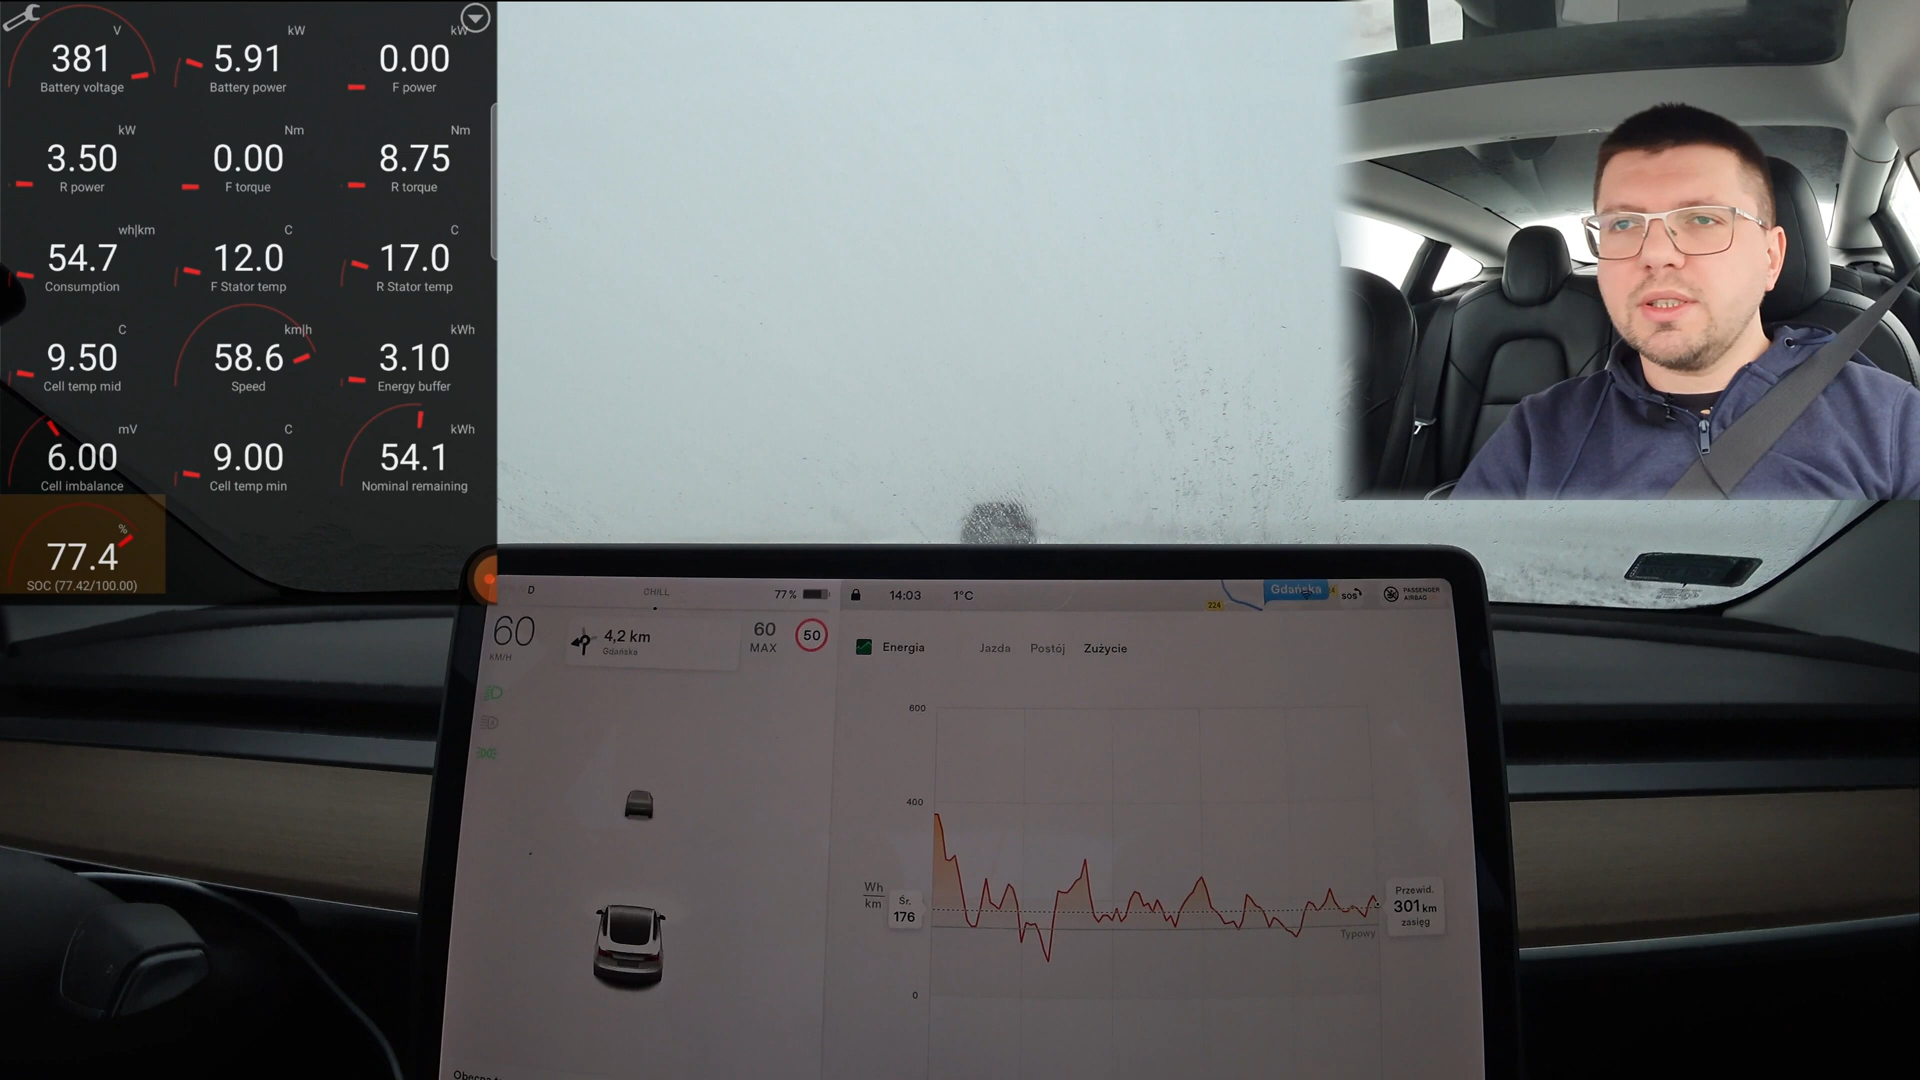 V
381
Battery voltage
kW
5.91
Battery power
kW
0.00
F power
kW
3.50
R power
Nm
0.00
F torque
Nm
8.75
R torque
wh|km
54.7
Consumption
C
12.0
F Stator temp
C
17.0
R Stator temp
C
9.50
Cell temp mid
km|h
58.6
Speed
kWh
3.10
Energy buffer
mV
6.00
Cell imbalance
C
9.00
Cell temp min
kWh
54.1
Nominal remaining
%
77.4
SOC (77.42/100.00)
D
CHILL
77%
14:03
1°C
224
Gdańska
SOS
PASSENGER
AIRBAG
60
KM/H
4,2 km
Gdańska
60
MAX
50
Energia
Jazda
Postój
Zużycie
600
400
0
Wh
km
Śr.
176
Przewid.
301 km
zasięg
Typowy